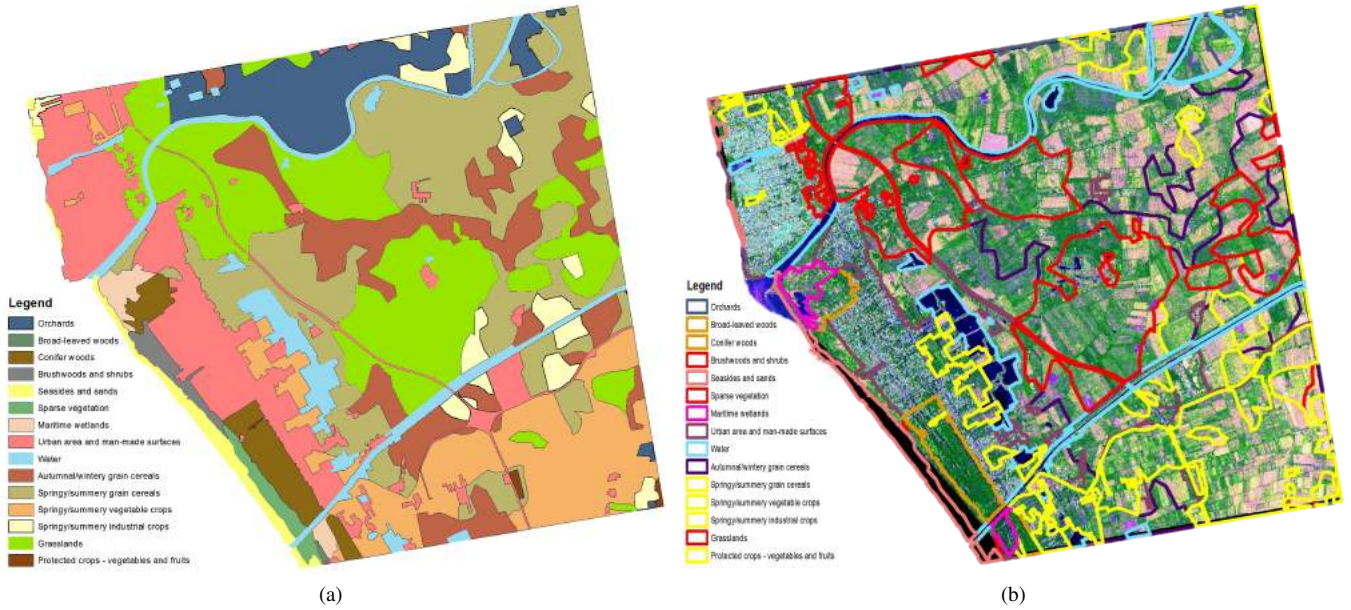 Legend
Orchards
Broad-leaved woods
Conifer woods
Brushwoods and shrubs
Seasides and sands
Sparse vegetation
Maritime wetlands
Urban area and man-made surfaces
Water
Autumnal/wintery grain cereals
Springy/summery grain cereals
Springy/summery vegetable crops
Springy/summery industrial crops
Grasslands
Protected crops - vegetables and fruits
(a)
Legend
Orchards
Broad-leaved woods
Conifer woods
Brushwoods and shrubs
Seasides and sands
Sparse vegetation
Maritime wetlands
Urban area and man-made surfaces
Water
Autumnal/wintery grain cereals
Springy/summery grain cereals
Springy/summery vegetable crops
Springy/summery industrial crops
Grasslands
Protected crops - vegetables and fruits
(b)